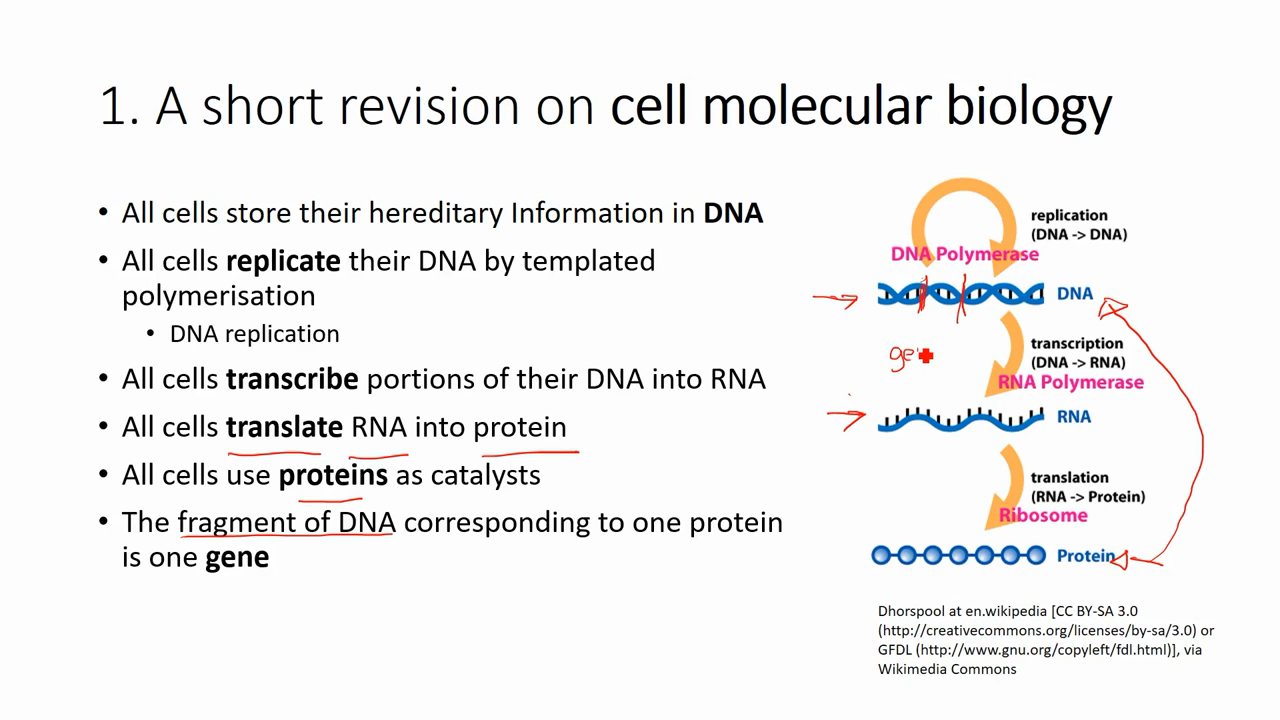 1. A short revision on cell molecular biology
• All cells store their hereditary Information in DNA
• All cells replicate their DNA by templated
polymerisation
• DNA replication
• All cells transcribe portions of their DNA into RNA
• All cells translate RNA into protein
• All cells use proteins as catalysts
• The fragment of DNA corresponding to one protein
is one gene
replication
(DNA -> DNA)
DNA Polymerase
DNA
transcription
(DNA -> RNA)
RNA Polymerase
ge
RNA
translation
(RNA -> Protein)
Ribosome
Protein
Dhorspool at en.wikipedia [CC BY-SA 3.0
(http://creativecommons.org/licenses/by-sa/3.0) or
GFDL (http://www.gnu.org/copyleft/fdl.html)], via
Wikimedia Commons